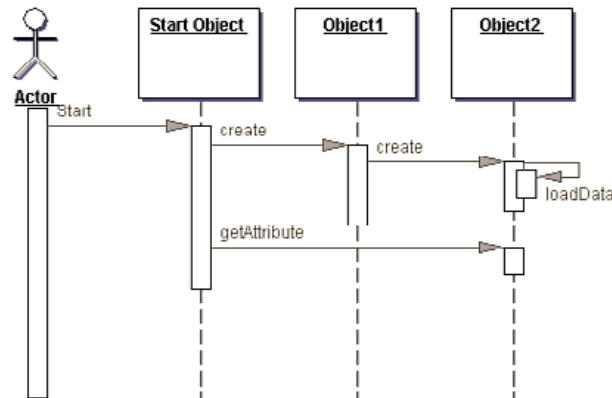 Start Object
Object1
Object2
Actor
Start
create
create
loadData
getAttribute